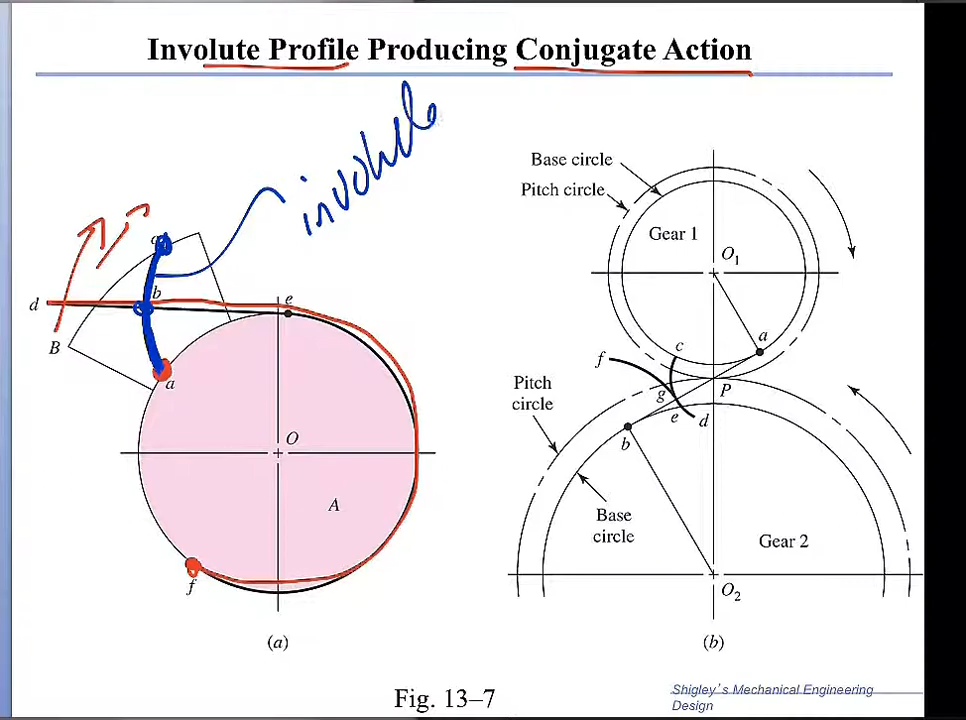 Involute Profile Producing Conjugate Action
involute
Base circle
Pitch circle
Gear 1
O1
d
b
e
B
a
c
a
f
P
g
e
d
b
Pitch
circle
O
A
f
Base
circle
Gear 2
O2
(a)
(b)
Fig. 13–7
Shigley's Mechanical Engineering
Design